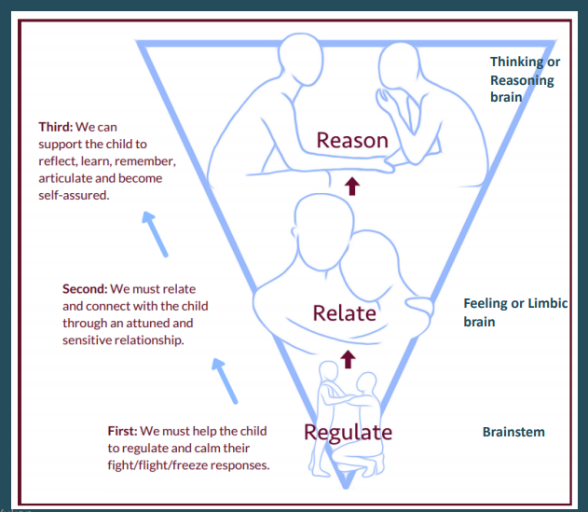 Thinking or
Reasoning
brain
Third: We can
support the child to
reflect, learn, remember,
articulate and become
self-assured.
Reason
Second: We must relate
and connect with the child
through an attuned and
sensitive relationship.
Relate
Feeling or Limbic
brain
First: We must help the child
to regulate and calm their
fight/flight/freeze responses.
Regulate
Brainstem